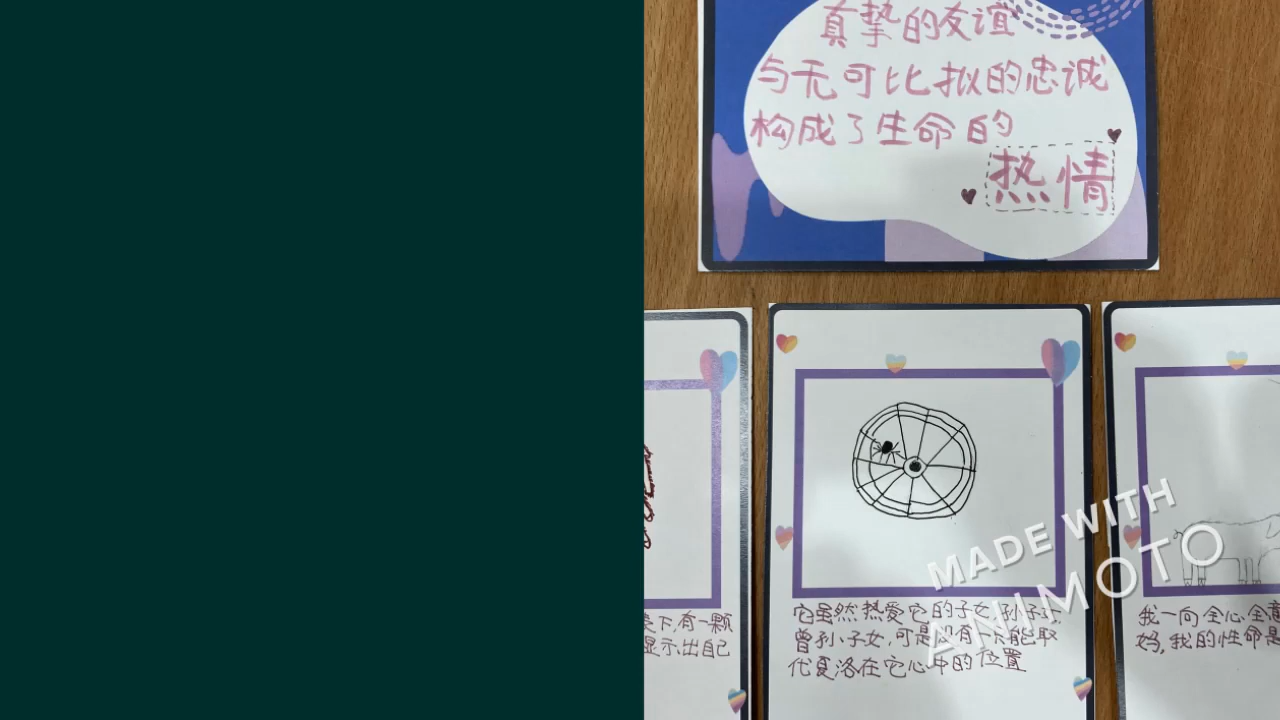 真挚的友谊
与无可比拟的忠诚
构成了生命的
热情
下,有一颗
显示出自己
它虽然热爱它的子女,孙子女,
曾孙子女,可是没有一只能取
代夏洛在它心中的位置
我一向全心全意
妈,我的性命是
MADE WITH
ANIMOTO